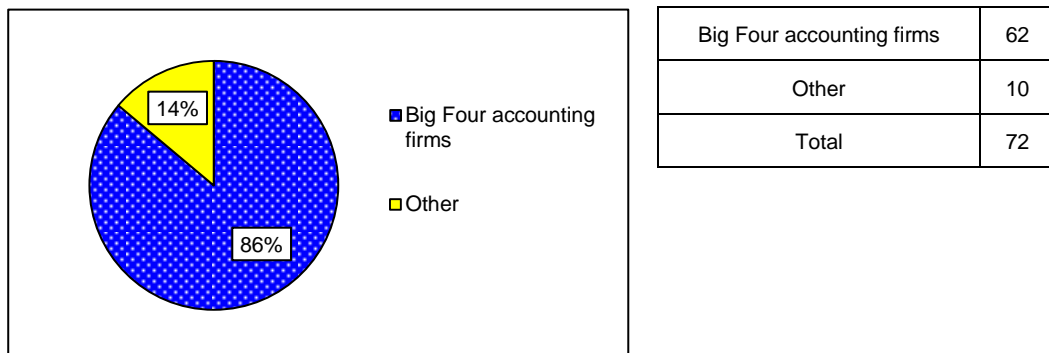 14%
Big Four accounting
firms
Other
86%
Big Four accounting firms 62
Other 10
Total 72